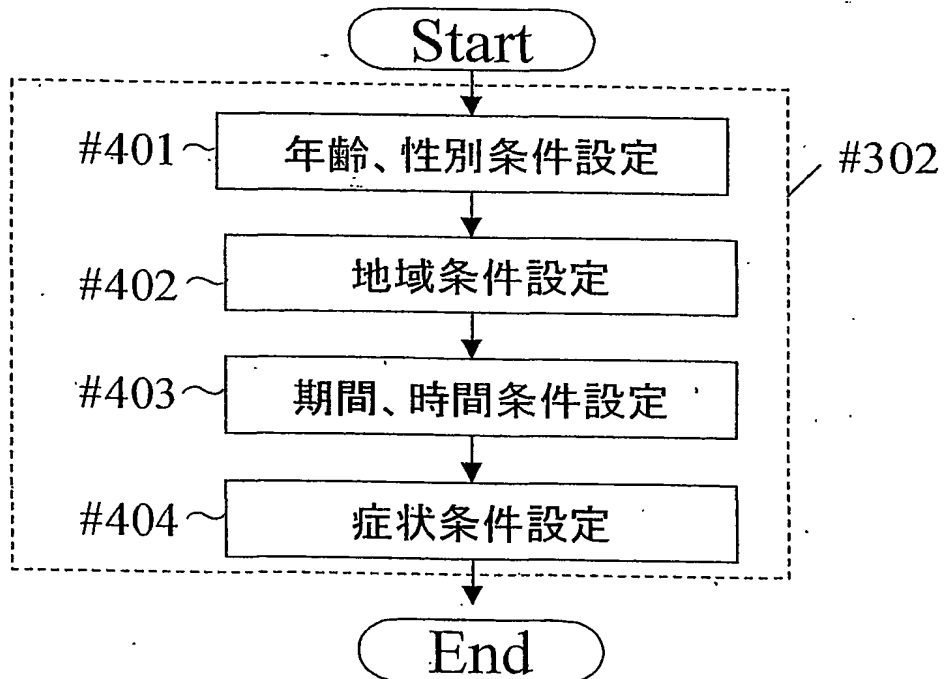 Start
#401 年齢、性別条件設定
#302
#402 地域条件設定
#403 期間、時間条件設定
#404 症状条件設定
End